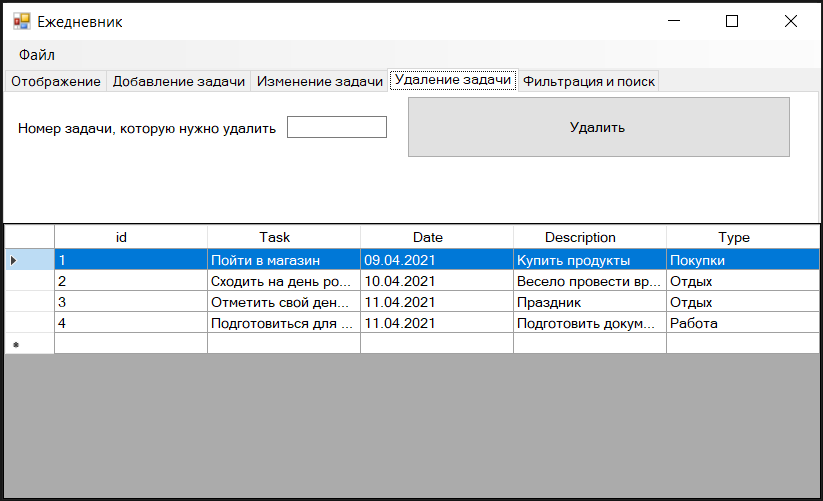 Ежедневник
Файл
Отображение Добавление задачи Изменение задачи Удаление задачи Фильтрация и поиск
Номер задачи, которую нужно удалить Удалить
id Task Date Description Type
1 Пойти в магазин 09.04.2021 Купить продукты Покупки
2 Сходить на день ро... 10.04.2021 Весело провести вр... Отдых
3 Отметить свой ден... 11.04.2021 Праздник Отдых
4 Подготовиться для ... 11.04.2021 Подготовить докум... Работа